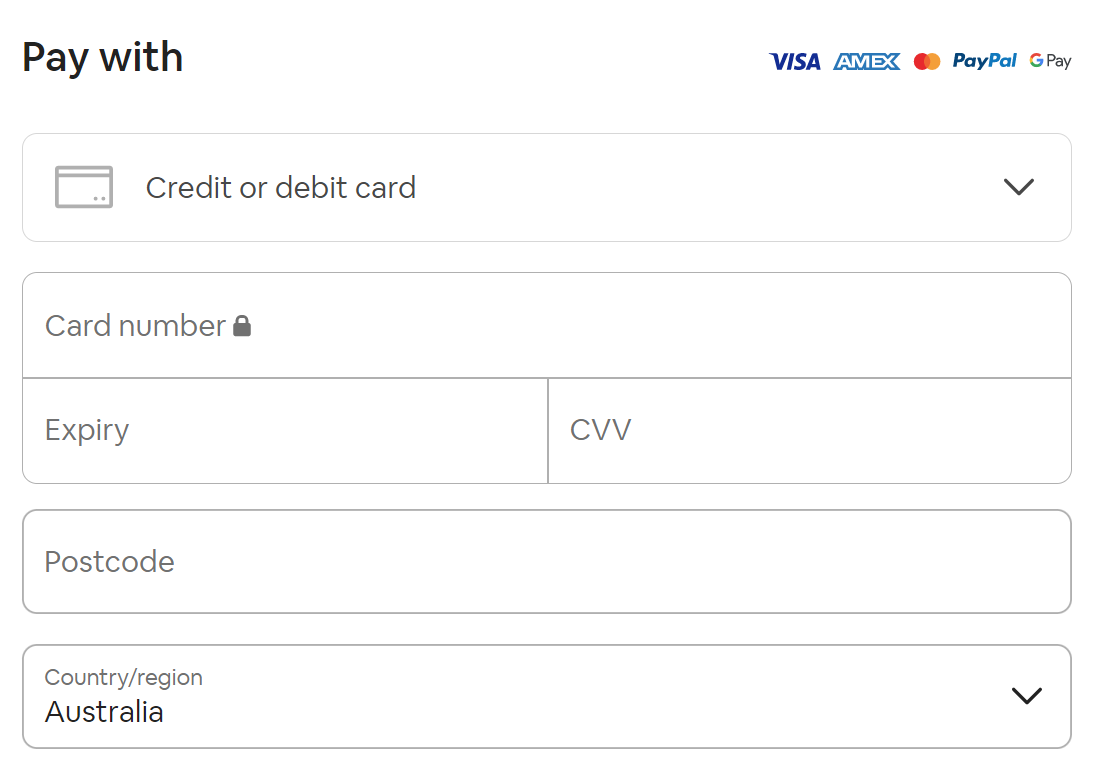 Pay with
VISA AMEX PayPal G Pay
Credit or debit card
Card number
Expiry
CVV
Postcode
Country/region
Australia